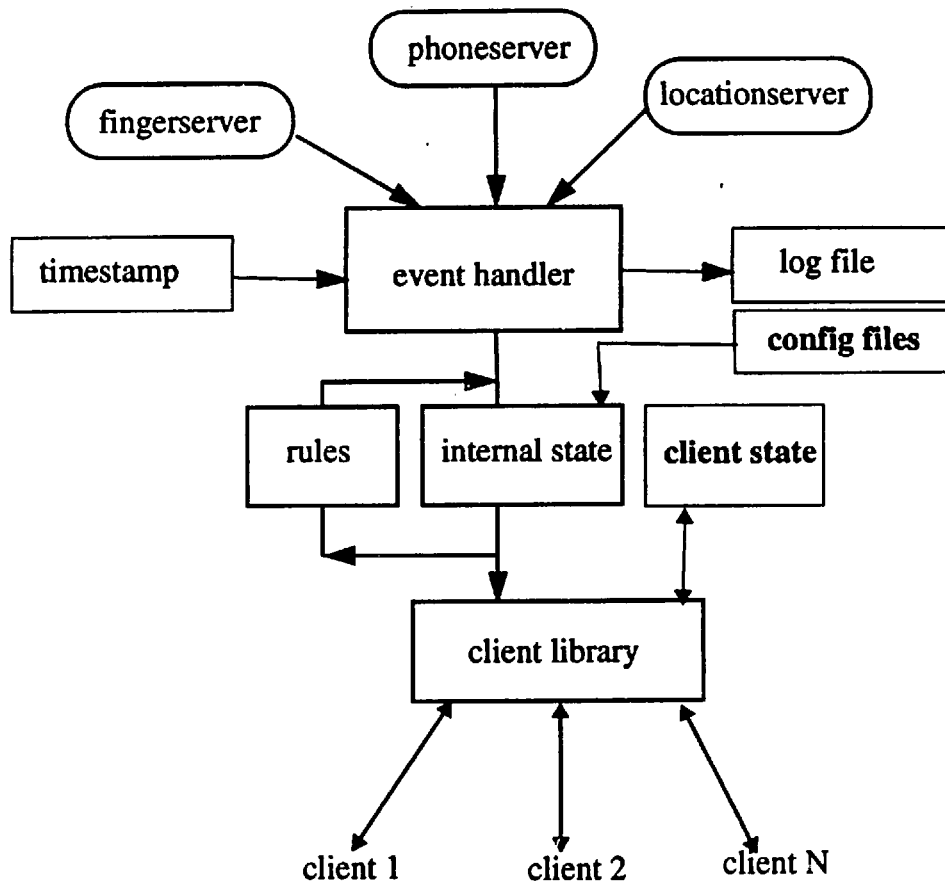 phoneserver
fingerserver
locationserver
timestamp
event handler
log file
config files
rules
internal state
client state
client library
client 1
client 2
client N